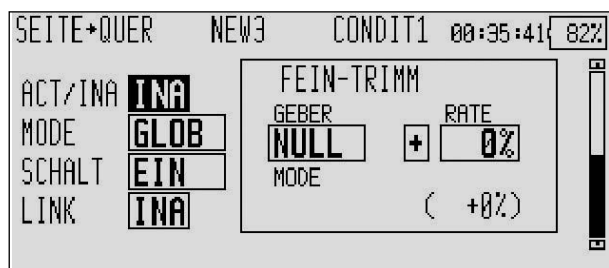 SEITE→QUER NEW3 CONDIT1 00:35:41 82%
FEIN-TRIMM
ACT/INA INA
GEBER RATE
MODE GLOB
NULL + 0%
SCHALT EIN
MODE
LINK INA
( +0%)